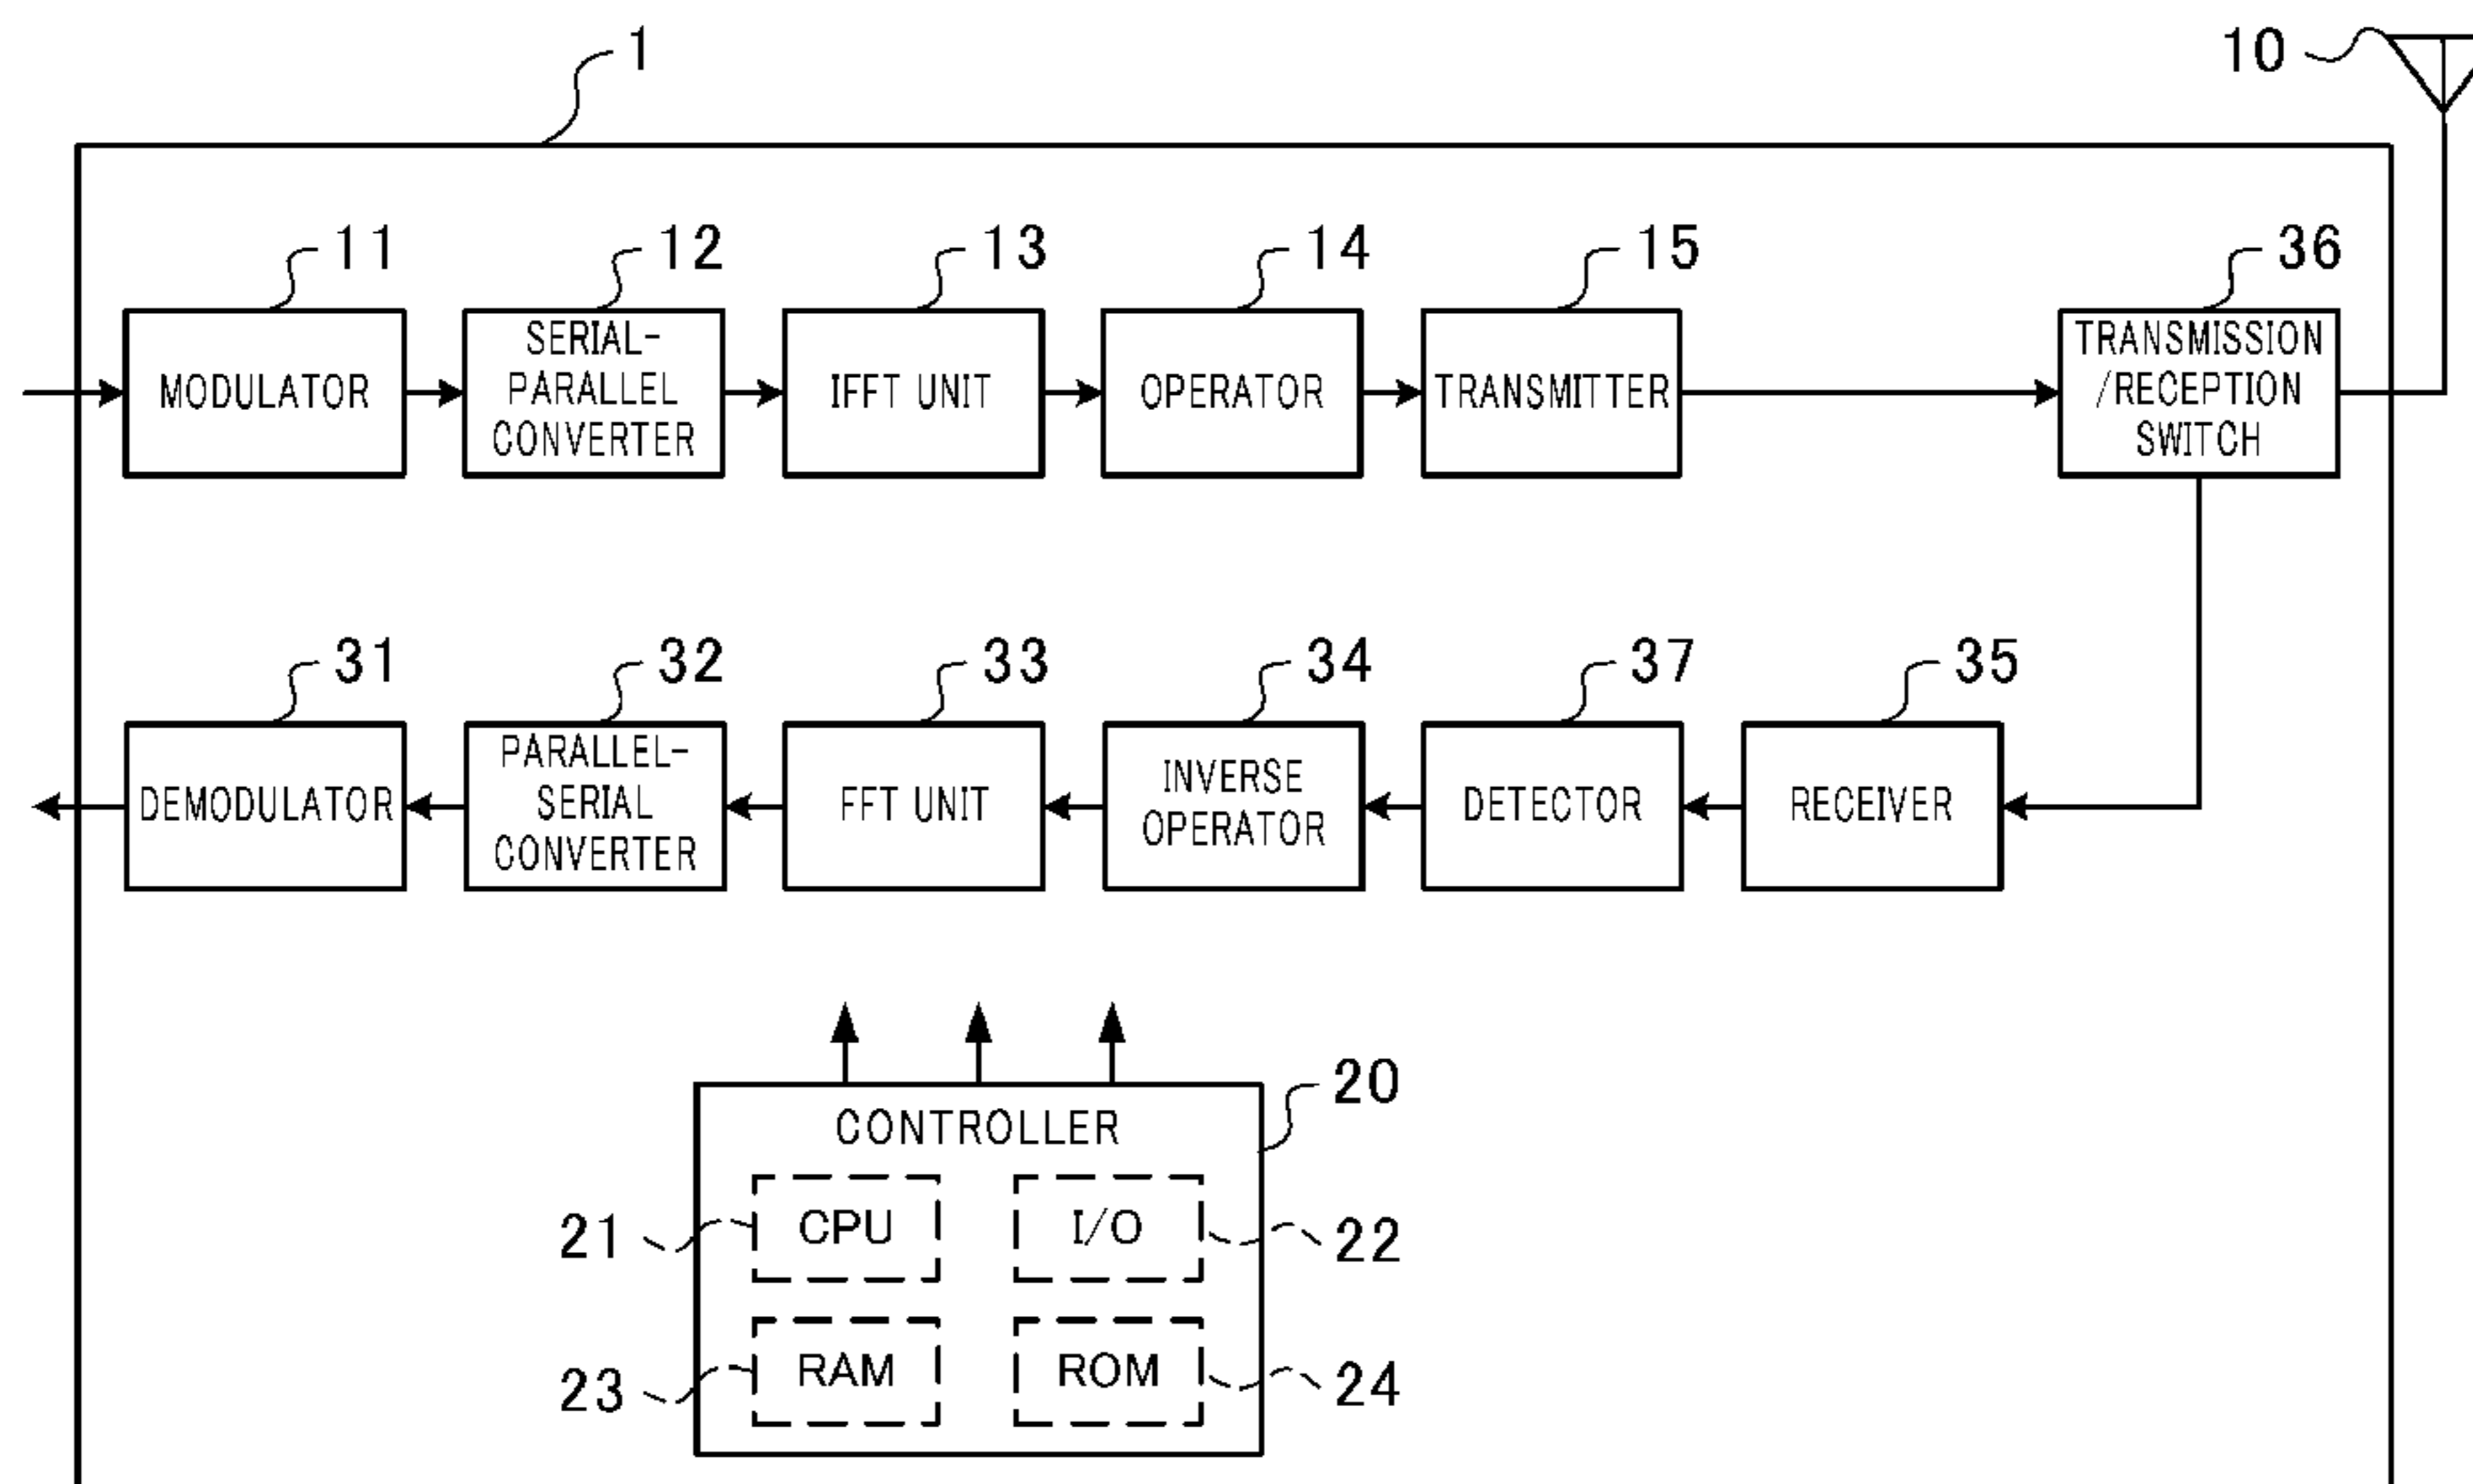 1
10
11
12
13
14
15
36
MODULATOR
SERIAL-
PARALLEL
CONVERTER
IFFT UNIT
OPERATOR
TRANSMITTER
TRANSMISSION
/RECEPTION
SWITCH
31
32
33
34
37
35
DEMODULATOR
PARALLEL-
SERIAL
CONVERTER
FFT UNIT
INVERSE
OPERATOR
DETECTOR
RECEIVER
20
CONTROLLER
21
CPU
I/O
22
23
RAM
ROM
24